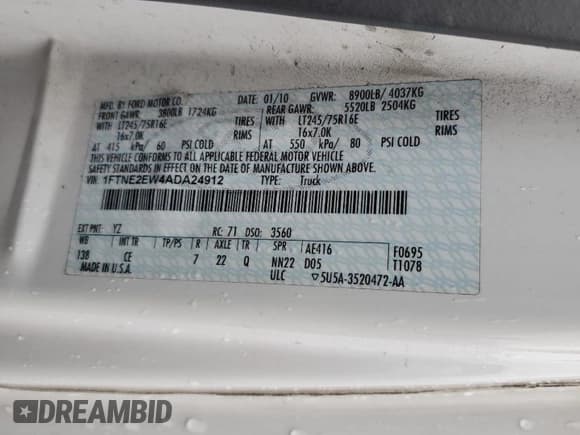 MFD. BY FORD MOTOR CO.
DATE: 01/10 GVWR: 8900LB/ 4037KG
FRONT GAWR: 3800LB 1724KG REAR GAWR: 5520LB 2504KG
WITH LT245/75R16E TIRES WITH LT245/75R16E TIRES
16x7.0K RIMS 16x7.0K RIMS
AT 415 kPa/ 60 PSI COLD AT 550 kPa/ 80 PSI COLD
THIS VEHICLE CONFORMS TO ALL APPLICABLE FEDERAL MOTOR VEHICLE
SAFETY STANDARDS IN EFFECT ON THE DATE OF MANUFACTURE SHOWN ABOVE.
VIN: 1FTNE2EW4ADA24912 TYPE: Truck
EXT PNT: YZ RC: 71 DSO: 3560
WB INT TR TP/PS R AXLE TR SPR AE416 F0695
138 CE 7 22 Q NN22 D05 T1078
MADE IN U.S.A. ULC 5U5A-3520472-AA
DREAMBID